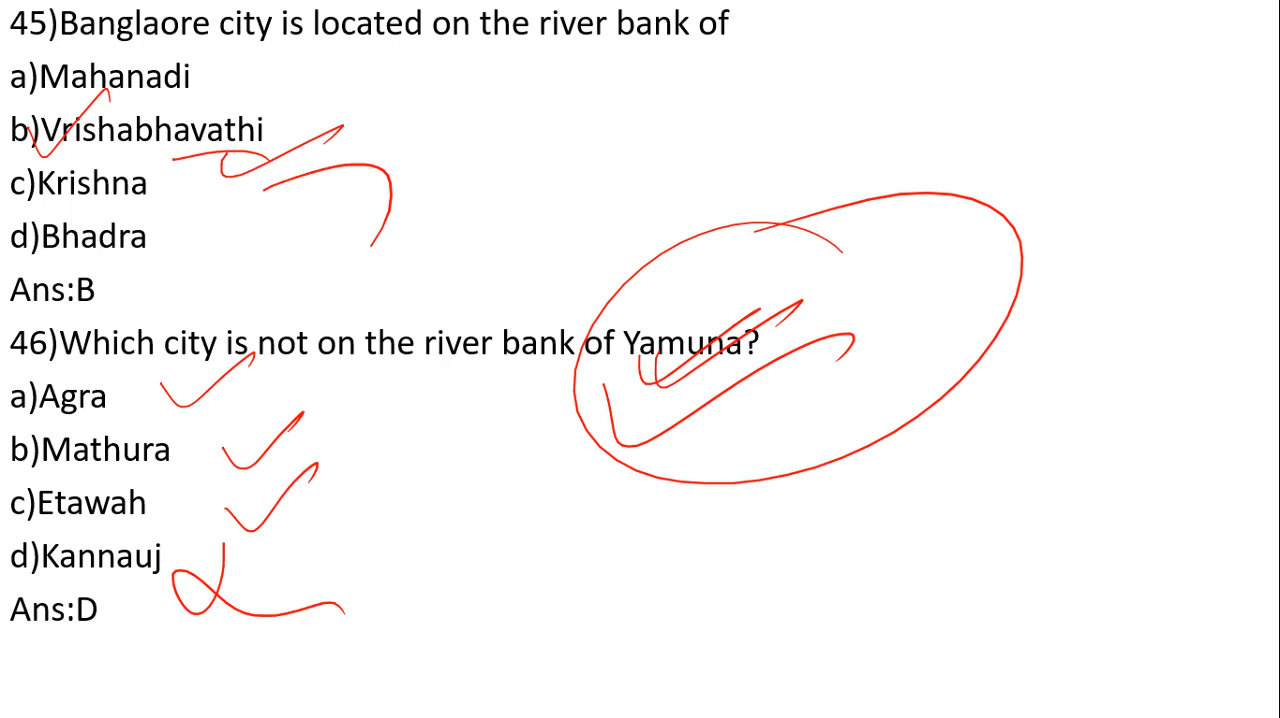 45)Banglaore city is located on the river bank of
a)Mahanadi
b)Vrishabhavathi
c)Krishna
d)Bhadra
Ans:B
46)Which city is not on the river bank of Yamuna?
a)Agra
b)Mathura
c)Etawah
d)Kannauj
Ans:D